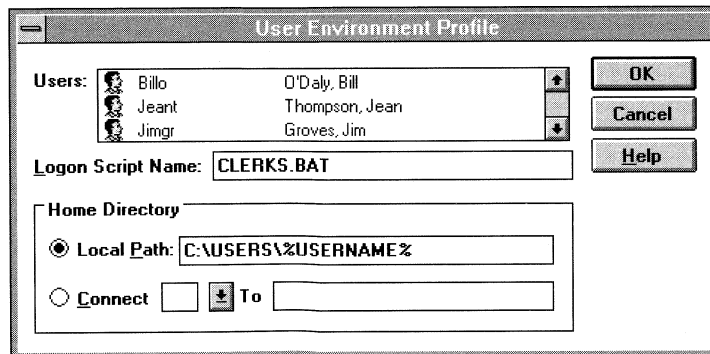 User Environment Profile
Users: Billo O'Daly, Bill
Jeant Thompson, Jean
Jimgr Groves, Jim
OK
Cancel
Help
Logon Script Name: CLERKS.BAT
Home Directory
Local Path: C:\USERS\%USERNAME%
Connect To